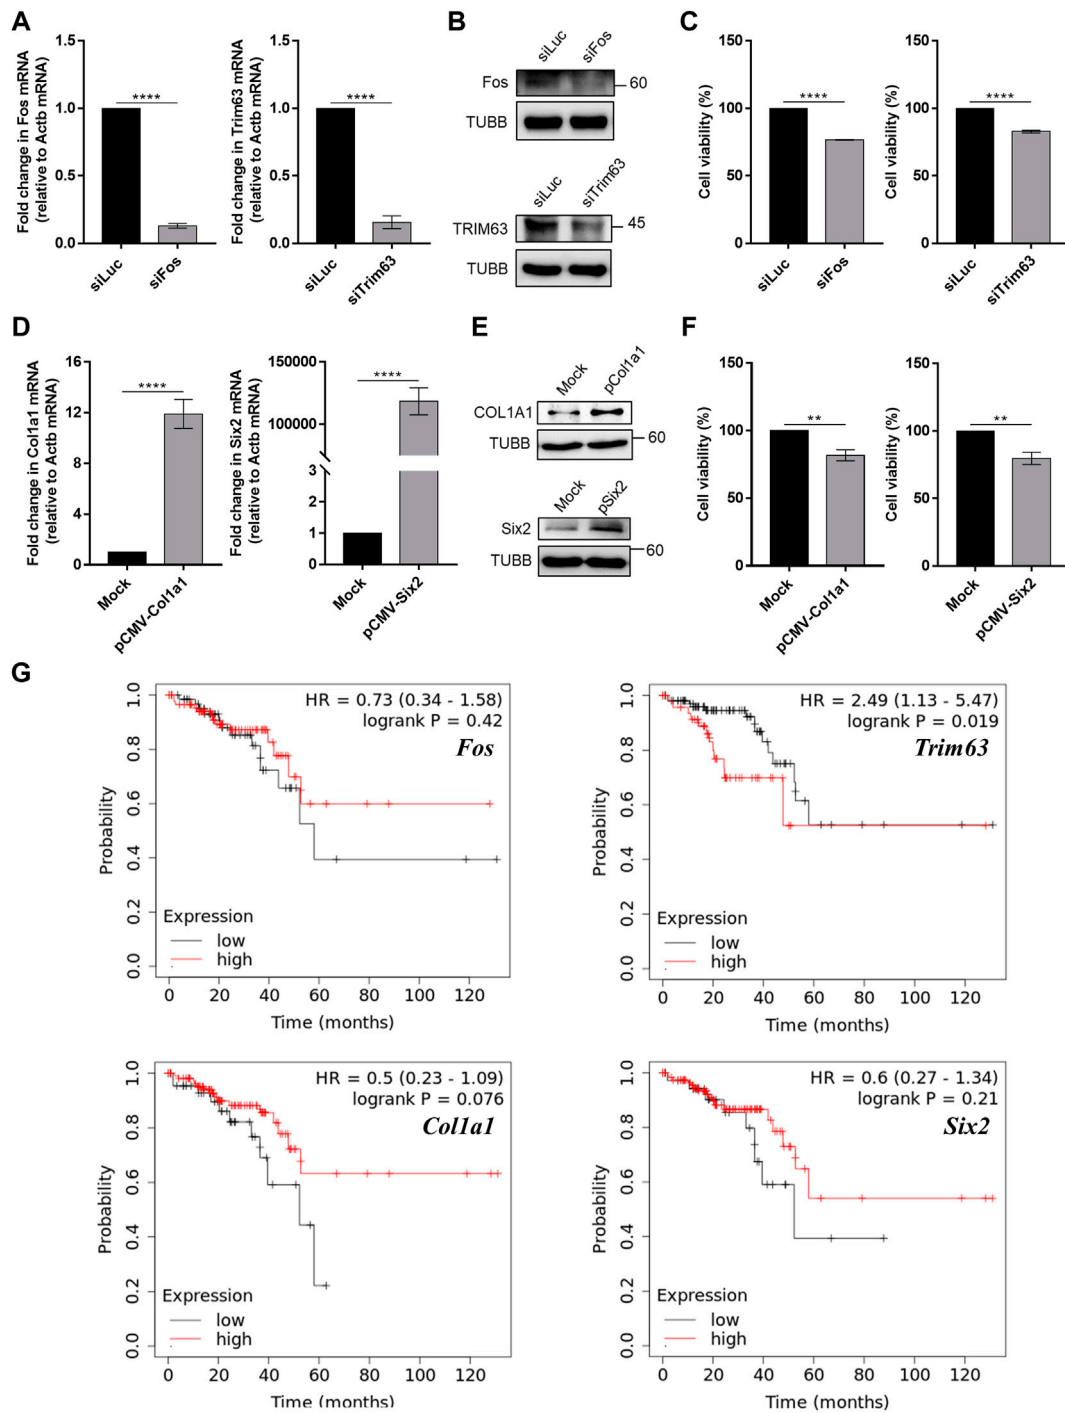 A
Fold change in Fos mRNA
(relative to Actb mRNA)
1.5
1.0
0.5
0.0
****
siLuc
siFos
Fold change in Trim63 mRNA
(relative to Actb mRNA)
1.5
1.0
0.5
0.0
****
siLuc
siTrim63
B
siLuc
siFos
Fos
60
TUBB
siLuc
siTrim63
TRIM63
45
TUBB
C
Cell viability (%)
150
100
50
0
****
siLuc
siFos
Cell viability (%)
150
100
50
0
****
siLuc
siTrim63
D
Fold change in Col1a1 mRNA
(relative to Actb mRNA)
16
12
8
4
0
****
Mock
pCMV-Col1a1
Fold change in Six2 mRNA
(relative to Actb mRNA)
150000
100000
3
2
1
0
****
Mock
pCMV-Six2
E
Mock
pCol1a1
COL1A1
TUBB
60
Mock
pSix2
Six2
TUBB
60
F
Cell viability (%)
150
100
50
0
**
Mock
pCMV-Col1a1
Cell viability (%)
150
100
50
0
**
Mock
pCMV-Six2
G
HR = 0.73 (0.34 - 1.58)
logrank P = 0.42
Fos
Probability
1.0
0.8
0.6
0.4
0.2
0.0
Expression
low
high
0 20 40 60 80 100 120
Time (months)
HR = 2.49 (1.13 - 5.47)
logrank P = 0.019
Trim63
Probability
1.0
0.8
0.6
0.4
0.2
0.0
Expression
low
high
0 20 40 60 80 100 120
Time (months)
HR = 0.5 (0.23 - 1.09)
logrank P = 0.076
Col1a1
Probability
1.0
0.8
0.6
0.4
0.2
0.0
Expression
low
high
0 20 40 60 80 100 120
Time (months)
HR = 0.6 (0.27 - 1.34)
logrank P = 0.21
Six2
Probability
1.0
0.8
0.6
0.4
0.2
0.0
Expression
low
high
0 20 40 60 80 100 120
Time (months)